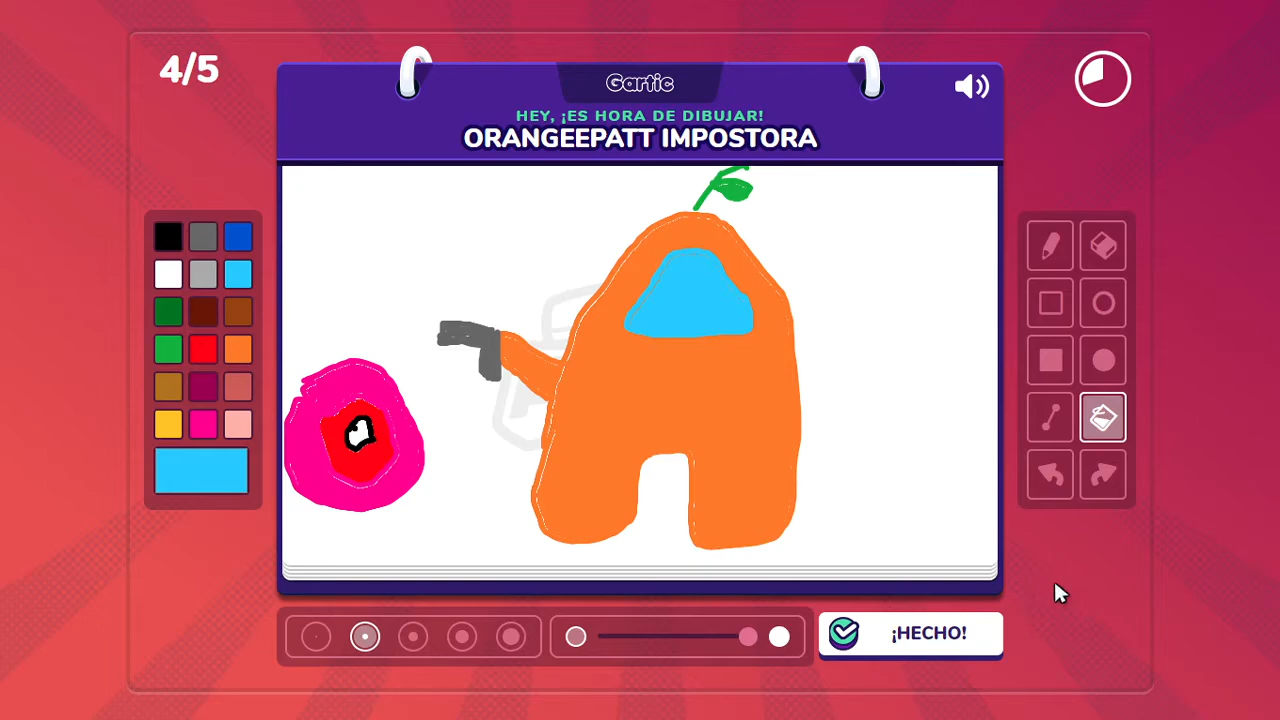 4/5
Gartic
HEY, ¡ES HORA DE DIBUJAR!
ORANGEEPATT IMPOSTORA
¡HECHO!